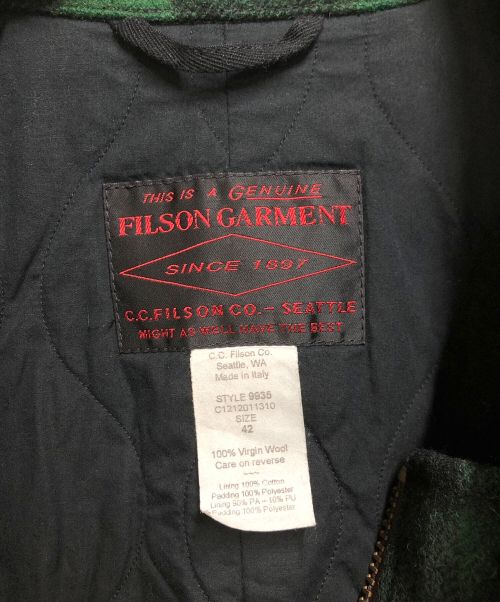 THIS IS A GENUINE
FILSON GARMENT
SINCE 1897
C.C.FILSON CO. – SEATTLE
MIGHT AS WELL HAVE THE BEST
C.C. Filson Co.
Seattle, WA
Made in Italy
STYLE 9935
C1212011310
SIZE
42
100% Virgin Wool
Care on reverse
~~~
Lining 100% Cotton
Padding 100% Polyester
Lining 90% PA – 10% PU
Padding 100% Polyester